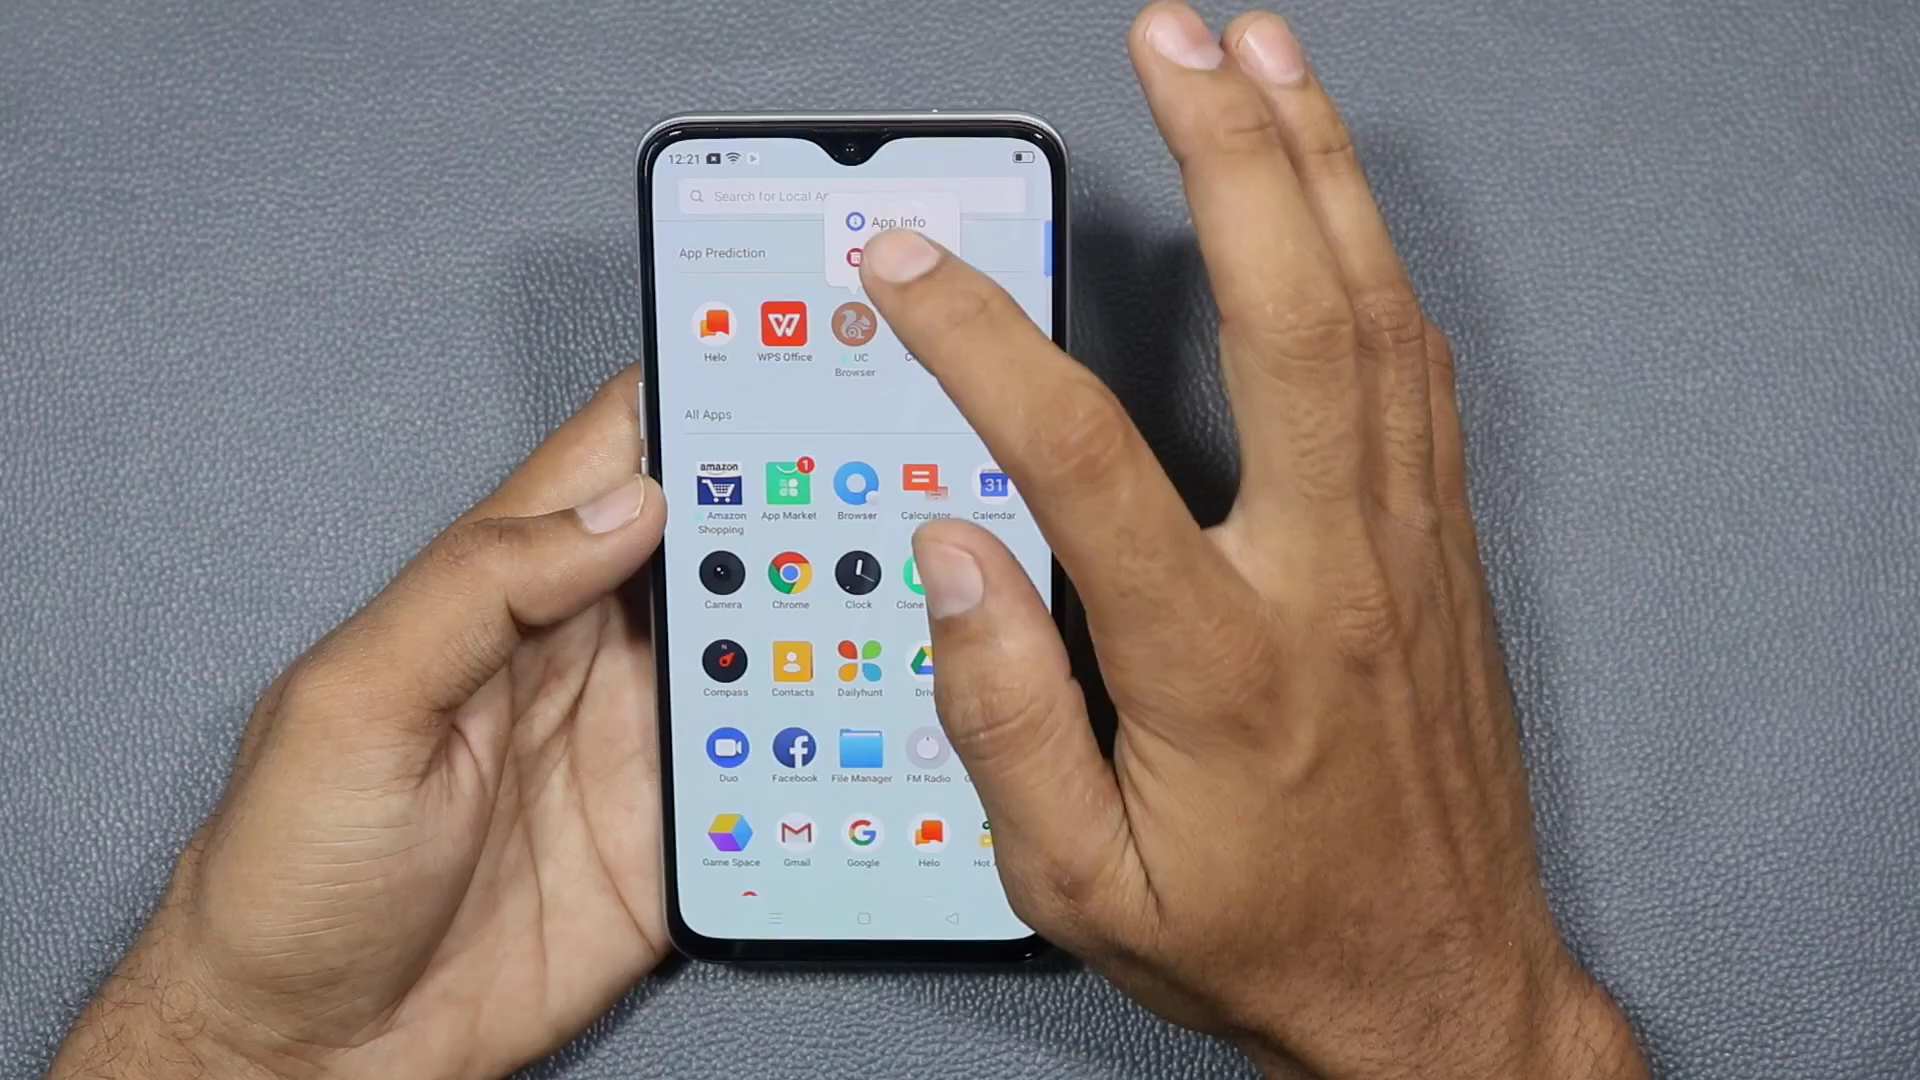 12:21
Search for Local
App Info
App Prediction
Helo
WPS Office
UC
Browser
All Apps
amazon
1
31
Amazon
Shopping
App Market
Browser
Calculator
Calendar
Camera
Chrome
Clock
Clone
N
Compass
Contacts
Dailyhunt
Duo
Facebook
File Manager
FM Radio
G
Game Space
Gmail
Google
Helo
Hot